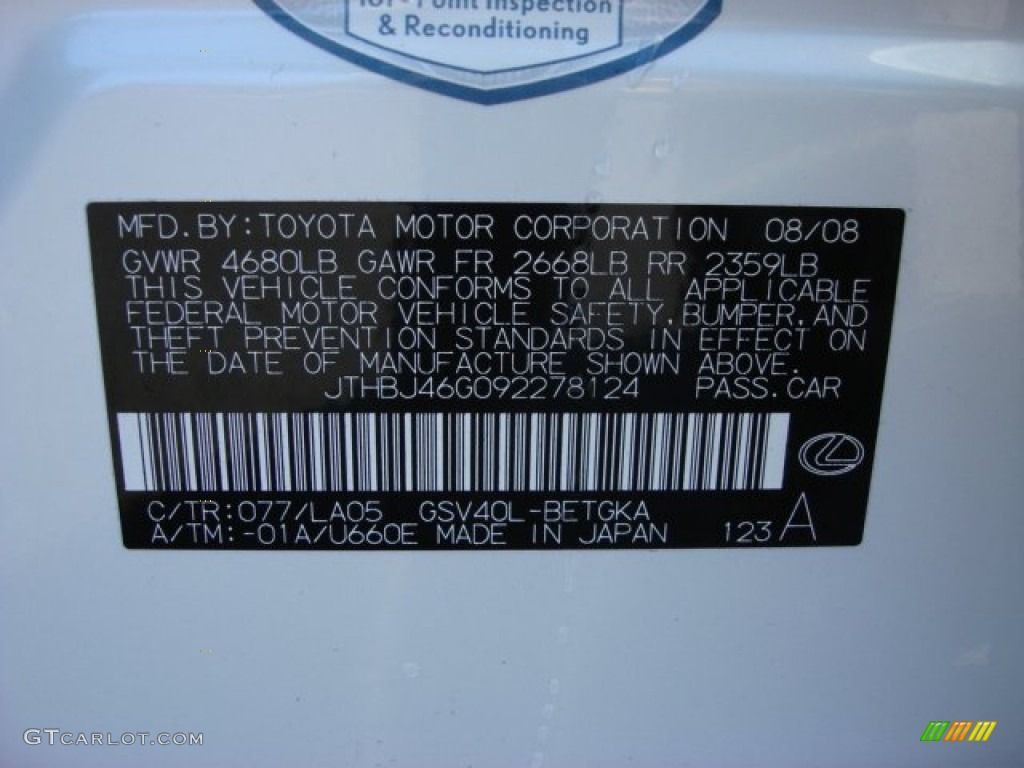 Point Inspection
& Reconditioning
MFD.BY:TOYOTA MOTOR CORPORATION 08/08
GVWR 4680LB GAWR FR 2668LB RR 2359LB
THIS VEHICLE CONFORMS TO ALL APPLICABLE
FEDERAL MOTOR VEHICLE SAFETY,BUMPER,AND
THEFT PREVENTION STANDARDS IN EFFECT ON
THE DATE OF MANUFACTURE SHOWN ABOVE.
JTHBJ46G092278124 PASS.CAR
C/TR:077/LA05 GSV40L-BETGKA
A/TM:-01A/U660E MADE IN JAPAN 123 A
GTCARLOT.COM